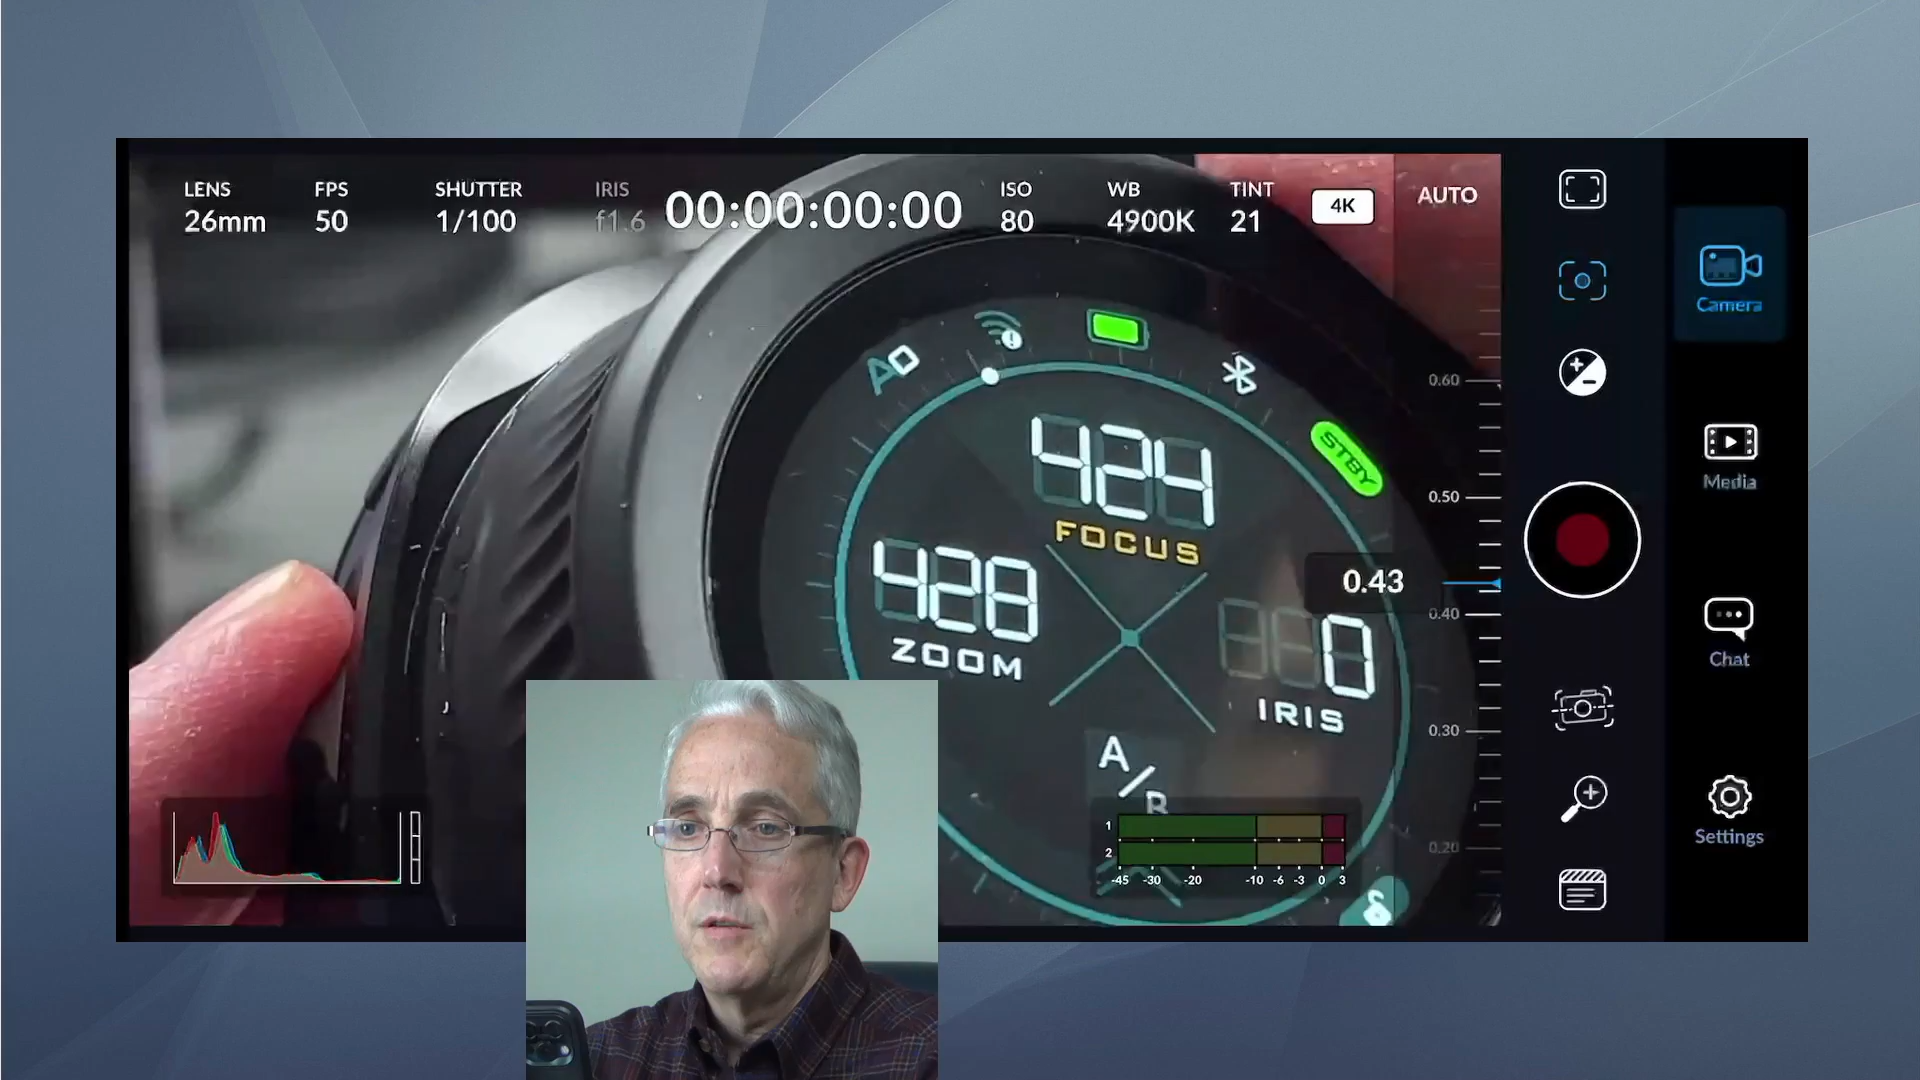 LENS FPS SHUTTER IRIS 00:00:00:00 ISO WB TINT 4K AUTO
26mm 50 1/100 f1.6 80 4900K 21
Camera
STBY
0.60
424
FOCUS
Media
0.50
428
ZOOM
0.43
0.40
0
IRIS
Chat
0.30
A/B
1
2
-45 -30 -20 -10 -6 -3 0 3
0.20
Settings